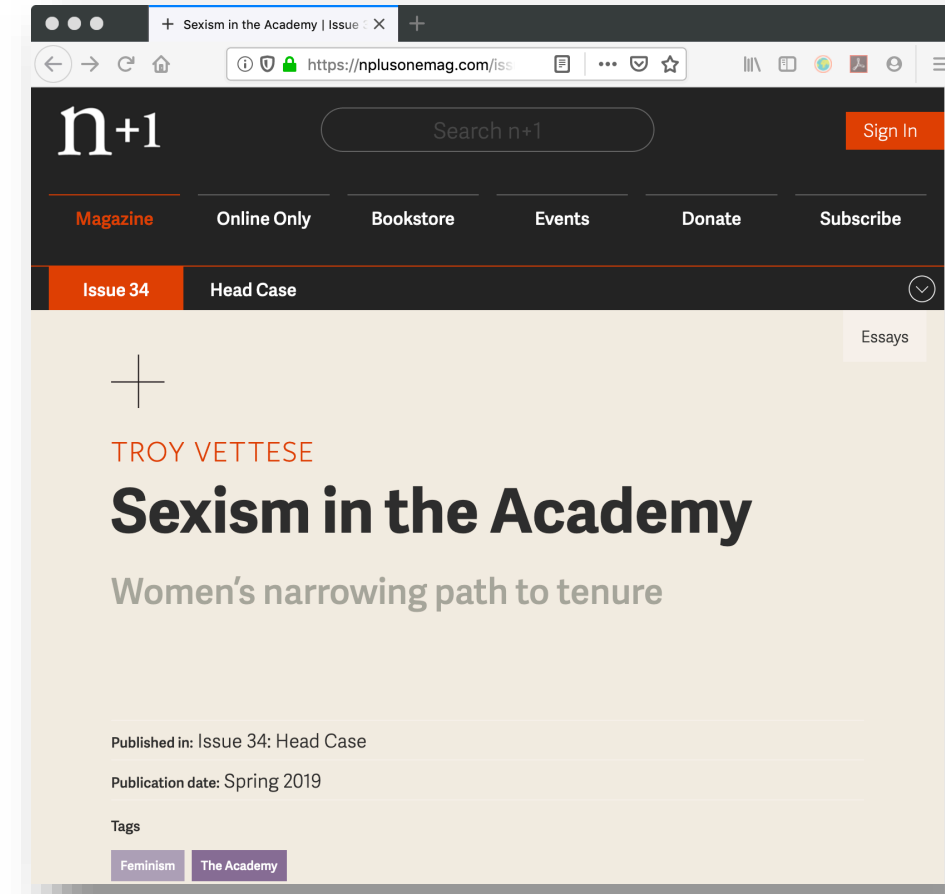 Sexism in the Academy | Issue 3
https://nplusonemag.com/iss
n+1
Search n+1
Sign In
Magazine Online Only Bookstore Events Donate Subscribe
Issue 34 Head Case
Essays
TROY VETTESE
Sexism in the Academy
Women's narrowing path to tenure
Published in: Issue 34: Head Case
Publication date: Spring 2019
Tags
Feminism The Academy